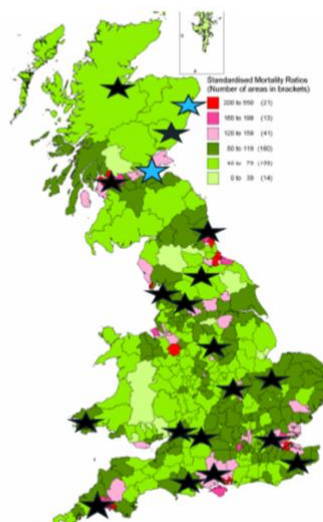 Standardised Mortality Ratios
(Number of areas in brackets)
200 to 550 (21)
160 to 199 (13)
120 to 159 (41)
80 to 119 (160)
40 to 79 (199)
0 to 39 (14)